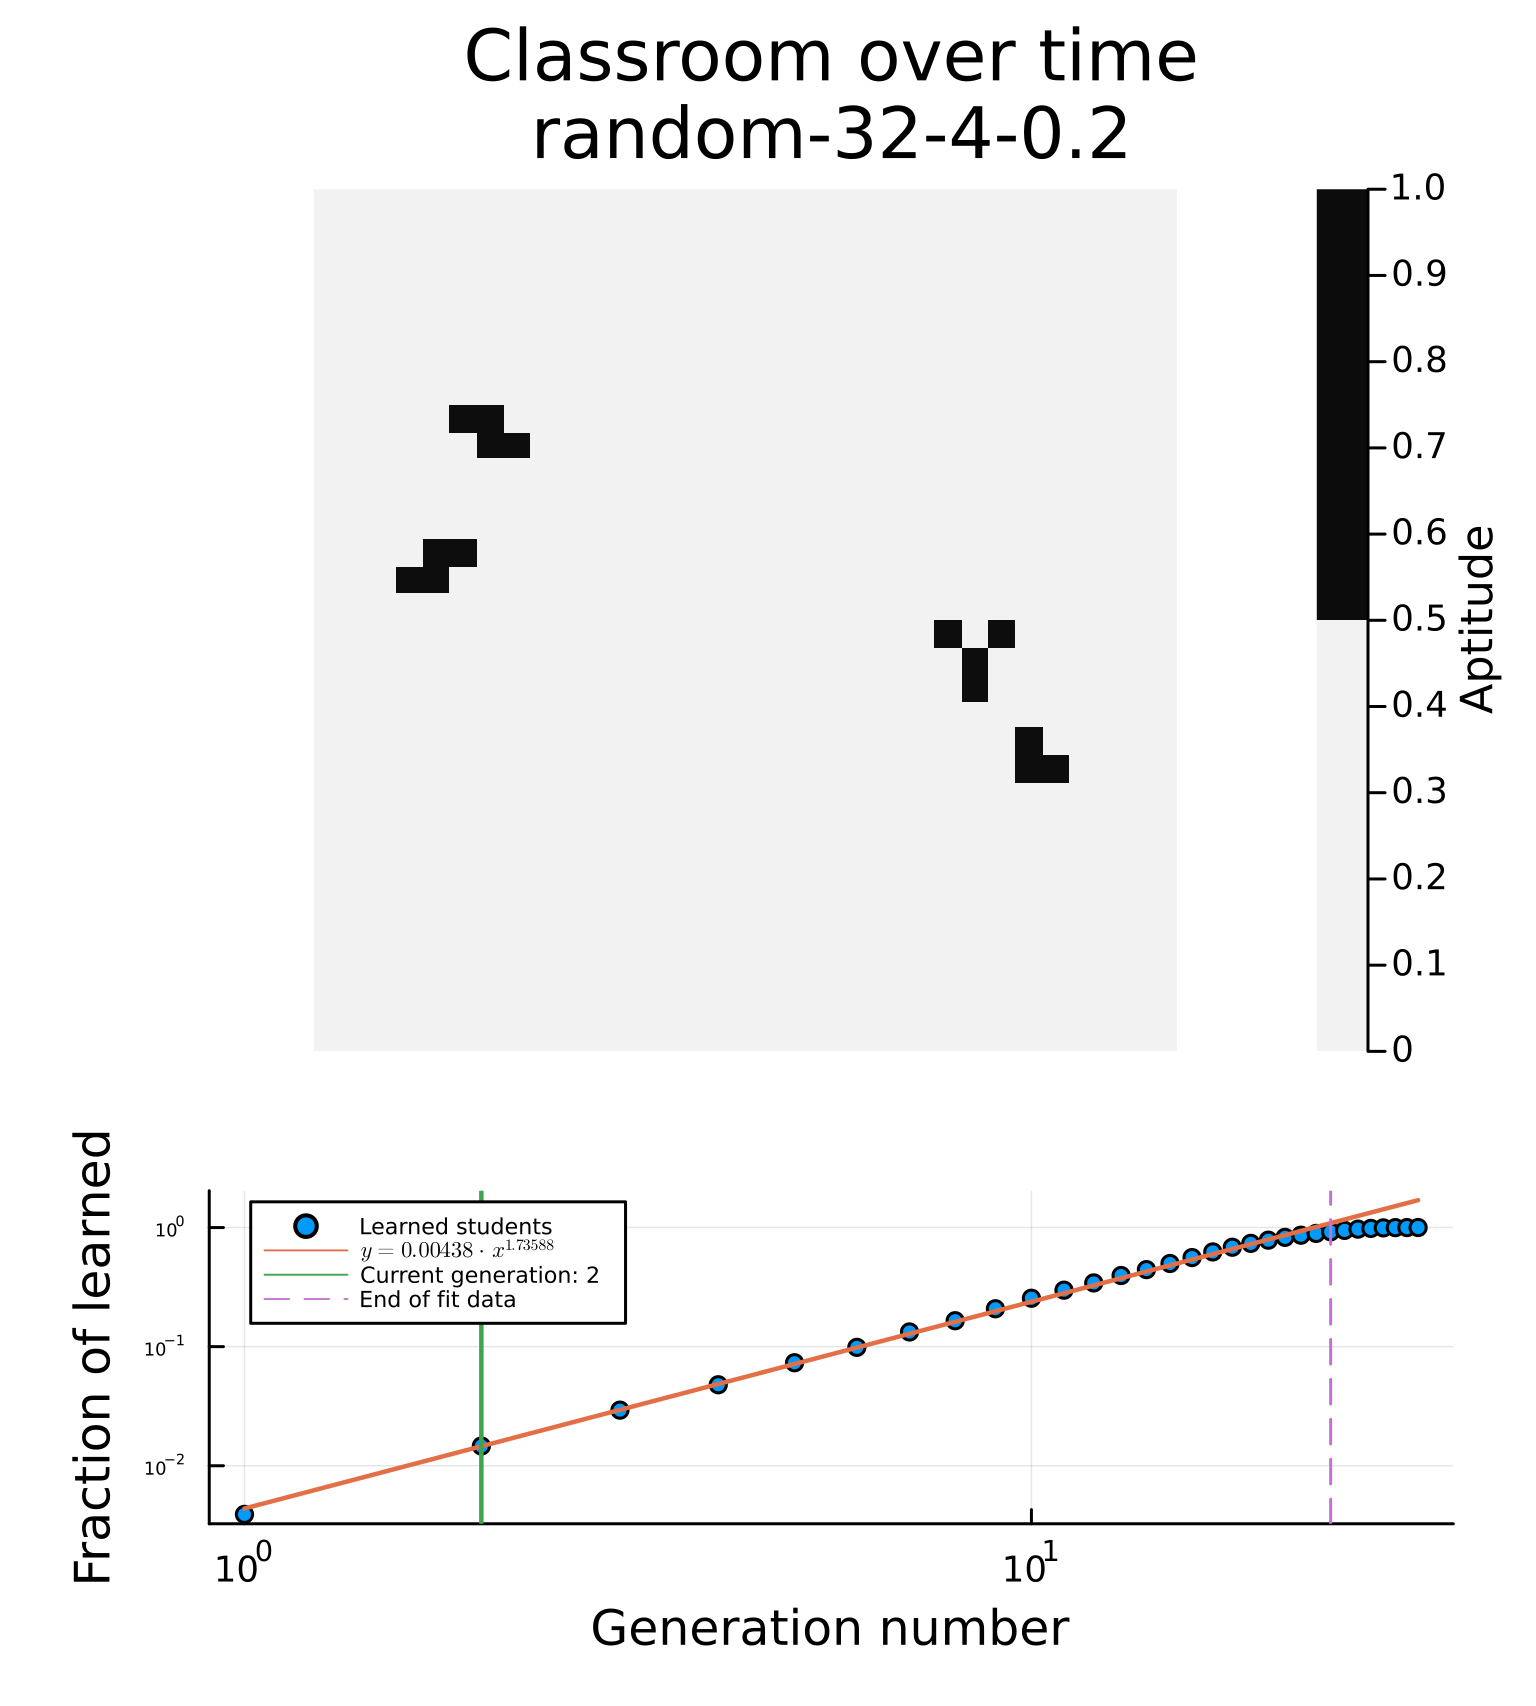 Classroom over time
random-32-4-0.2
1.0
0.9
0.8
0.7
0.6
0.5
0.4
0.3
0.2
0.1
0
Aptitude
Fraction of learned
10^0
10^-1
10^-2
Learned students
y = 0.00438 · x^1.73588
Current generation: 2
End of fit data
10^0
10^1
Generation number